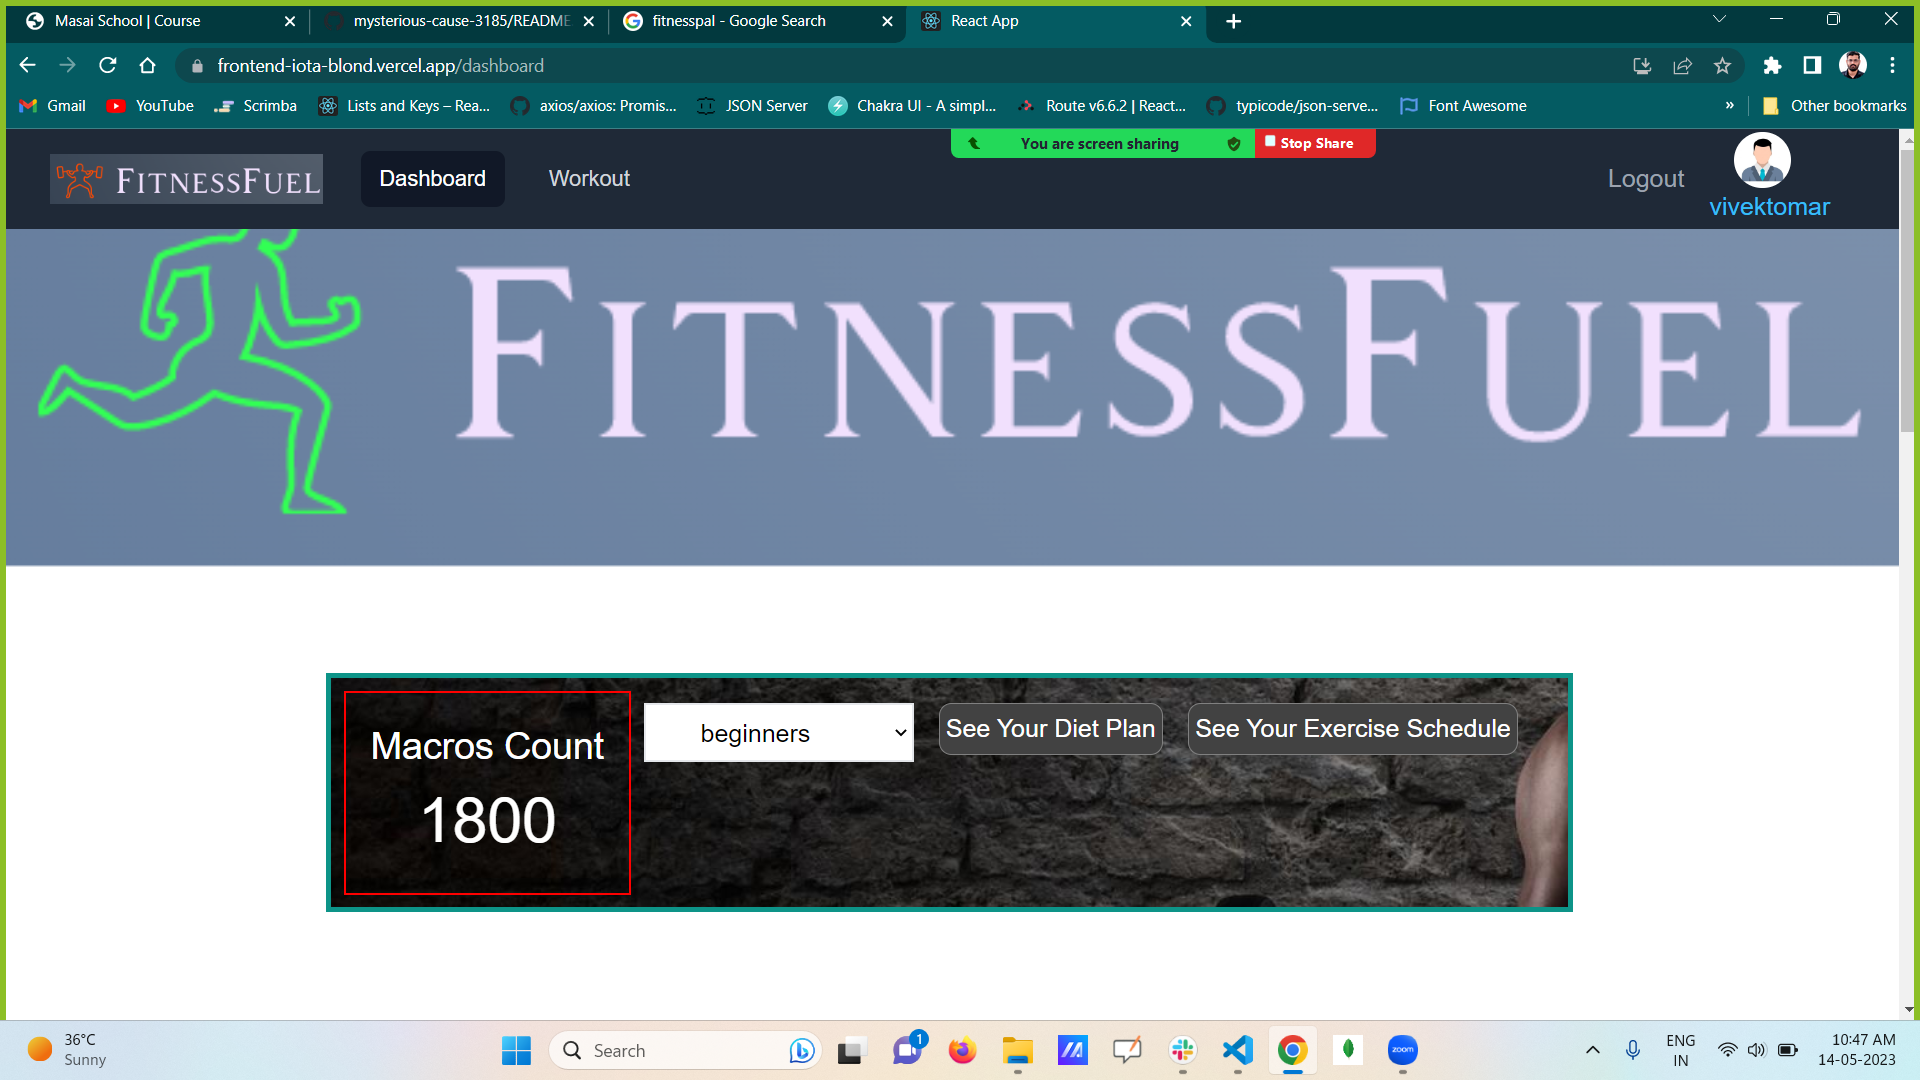 Masai School | Course
mysterious-cause-3185/README
fitnesspal - Google Search
React App
frontend-iota-blond.vercel.app/dashboard
Gmail
YouTube
Scrimba
Lists and Keys – Rea...
axios/axios: Promis...
JSON Server
Chakra UI - A simpl...
Route v6.6.2 | React...
typicode/json-serve...
Font Awesome
»
Other bookmarks
You are screen sharing
Stop Share
FITNESSFUEL
Dashboard
Workout
Logout
vivektomar
FITNESSFUEL
Macros Count
1800
beginners
See Your Diet Plan
See Your Exercise Schedule
36°C
Sunny
Search
1
zoom
ENG
IN
10:47 AM
14-05-2023